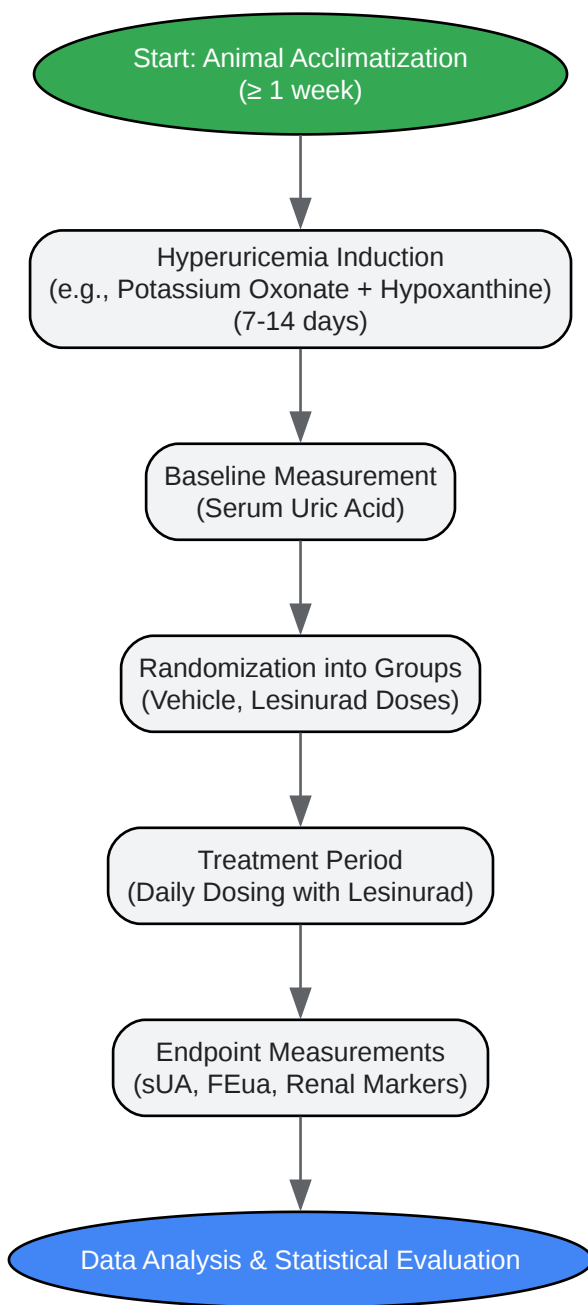 Start: Animal Acclimatization
(≥ 1 week)
Hyperuricemia Induction
(e.g., Potassium Oxonate + Hypoxanthine)
(7-14 days)
Baseline Measurement
(Serum Uric Acid)
Randomization into Groups
(Vehicle, Lesinurad Doses)
Treatment Period
(Daily Dosing with Lesinurad)
Endpoint Measurements
(sUA, FEua, Renal Markers)
Data Analysis & Statistical Evaluation